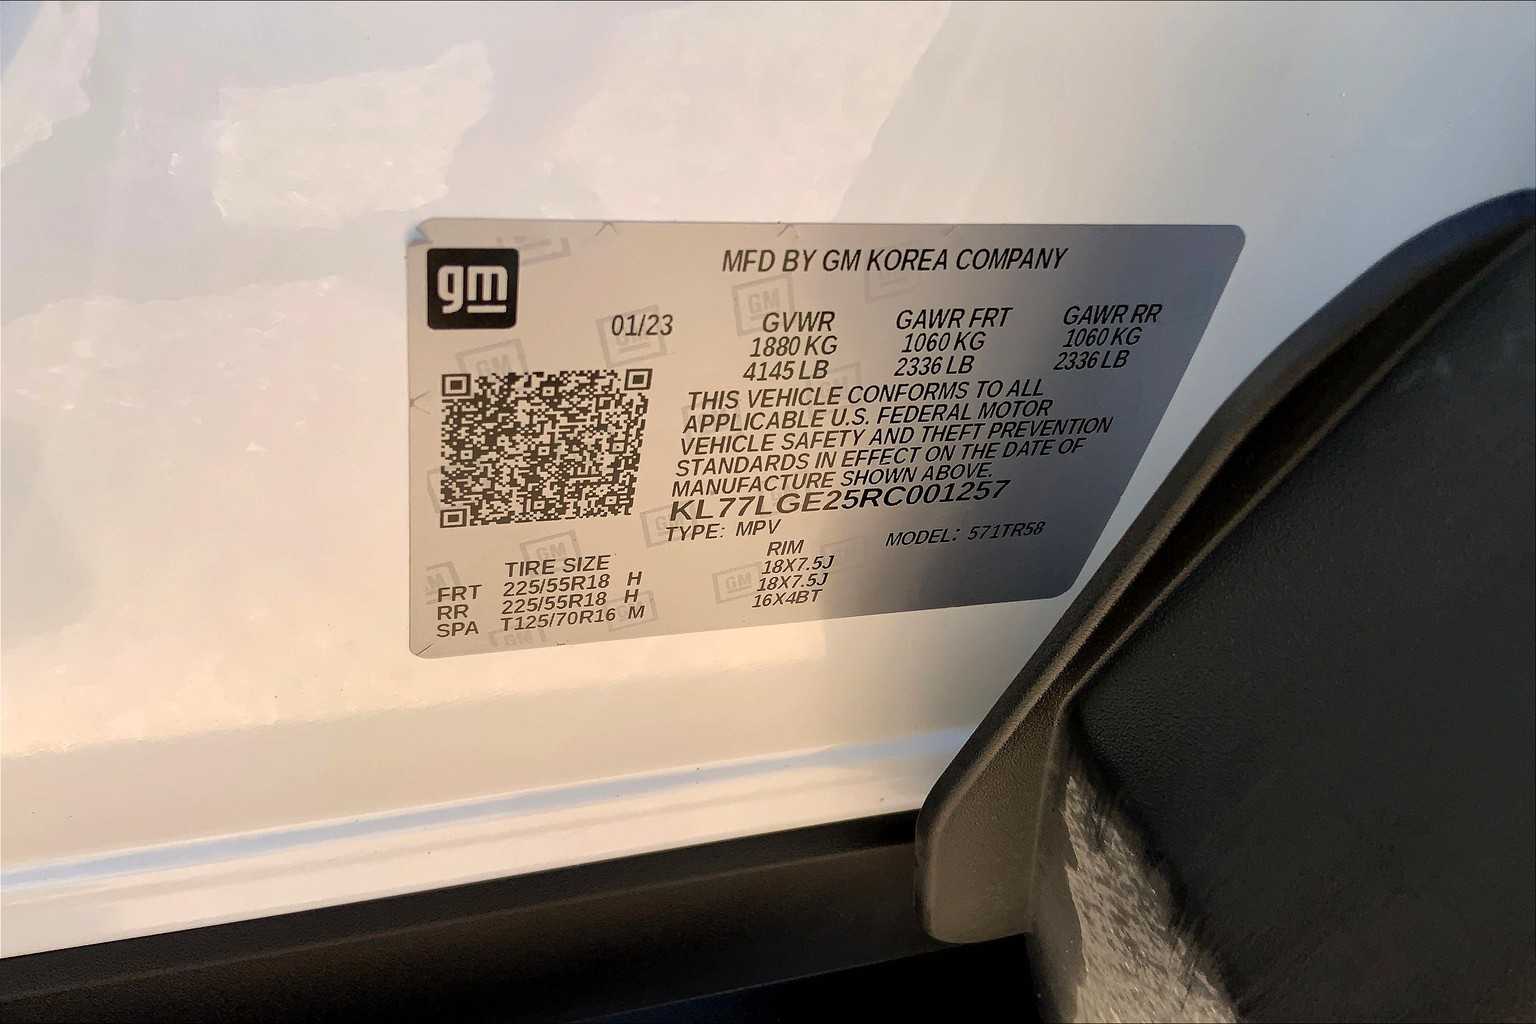 gm
MFD BY GM KOREA COMPANY
01/23 GVWR GAWR FRT GAWR RR
1880 KG 1060 KG 1060 KG
4145 LB 2336 LB 2336 LB
THIS VEHICLE CONFORMS TO ALL
APPLICABLE U.S. FEDERAL MOTOR
VEHICLE SAFETY AND THEFT PREVENTION
STANDARDS IN EFFECT ON THE DATE OF
MANUFACTURE SHOWN ABOVE.
KL77LGE25RC001257
TYPE: MPV MODEL: 571TR58
TIRE SIZE RIM
FRT 225/55R18 H 18X7.5J
RR 225/55R18 H 18X7.5J
SPA T125/70R16 M 16X4BT